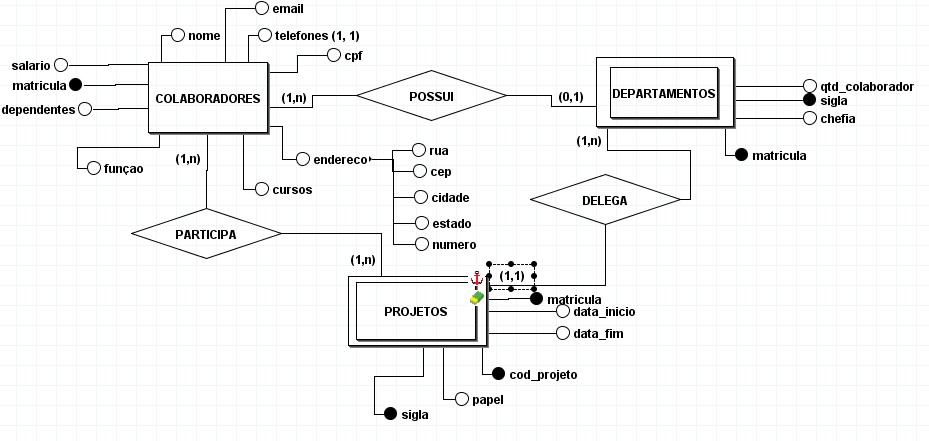 email
nome
telefones (1, 1)
cpf
salario
matricula
dependentes
COLABORADORES
(1,n)
POSSUI
(0,1)
DEPARTAMENTOS
qtd_colaborador
sigla
chefia
matricula
(1,n)
(1,n)
funçao
cursos
endereco
rua
cep
cidade
estado
numero
DELEGA
PARTICIPA
(1,n)
(1,1)
PROJETOS
matricula
data_inicio
data_fim
cod_projeto
papel
sigla